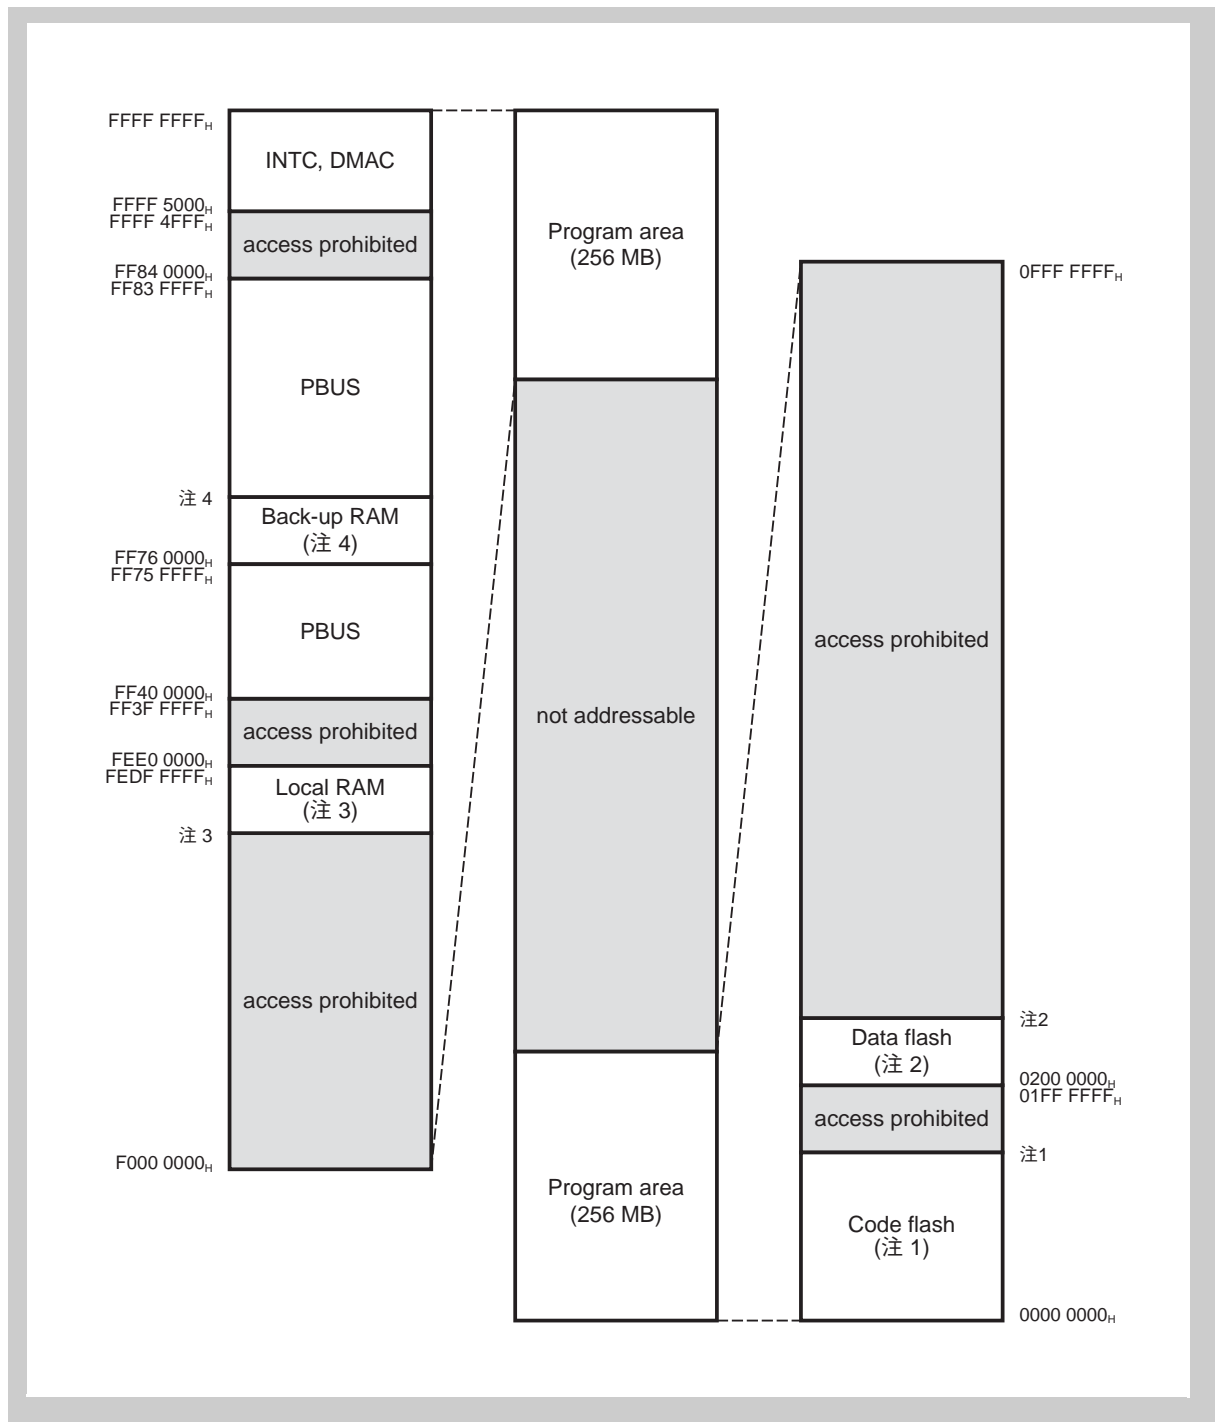 FFFF FFFFH
INTC, DMAC
FFFF 5000H
FFFF 4FFFH
access prohibited
FF84 0000H
FF83 FFFFH
PBUS
注 4
Back-up RAM
(注 4)
FF76 0000H
FF75 FFFFH
PBUS
FF40 0000H
FF3F FFFFH
access prohibited
FEE0 0000H
FEDF FFFFH
Local RAM
(注 3)
注 3
access prohibited
F000 0000H
Program area
(256 MB)
not addressable
Program area
(256 MB)
0FFF FFFFH
access prohibited
注2
Data flash
(注 2)
0200 0000H
01FF FFFFH
access prohibited
注1
Code flash
(注 1)
0000 0000H